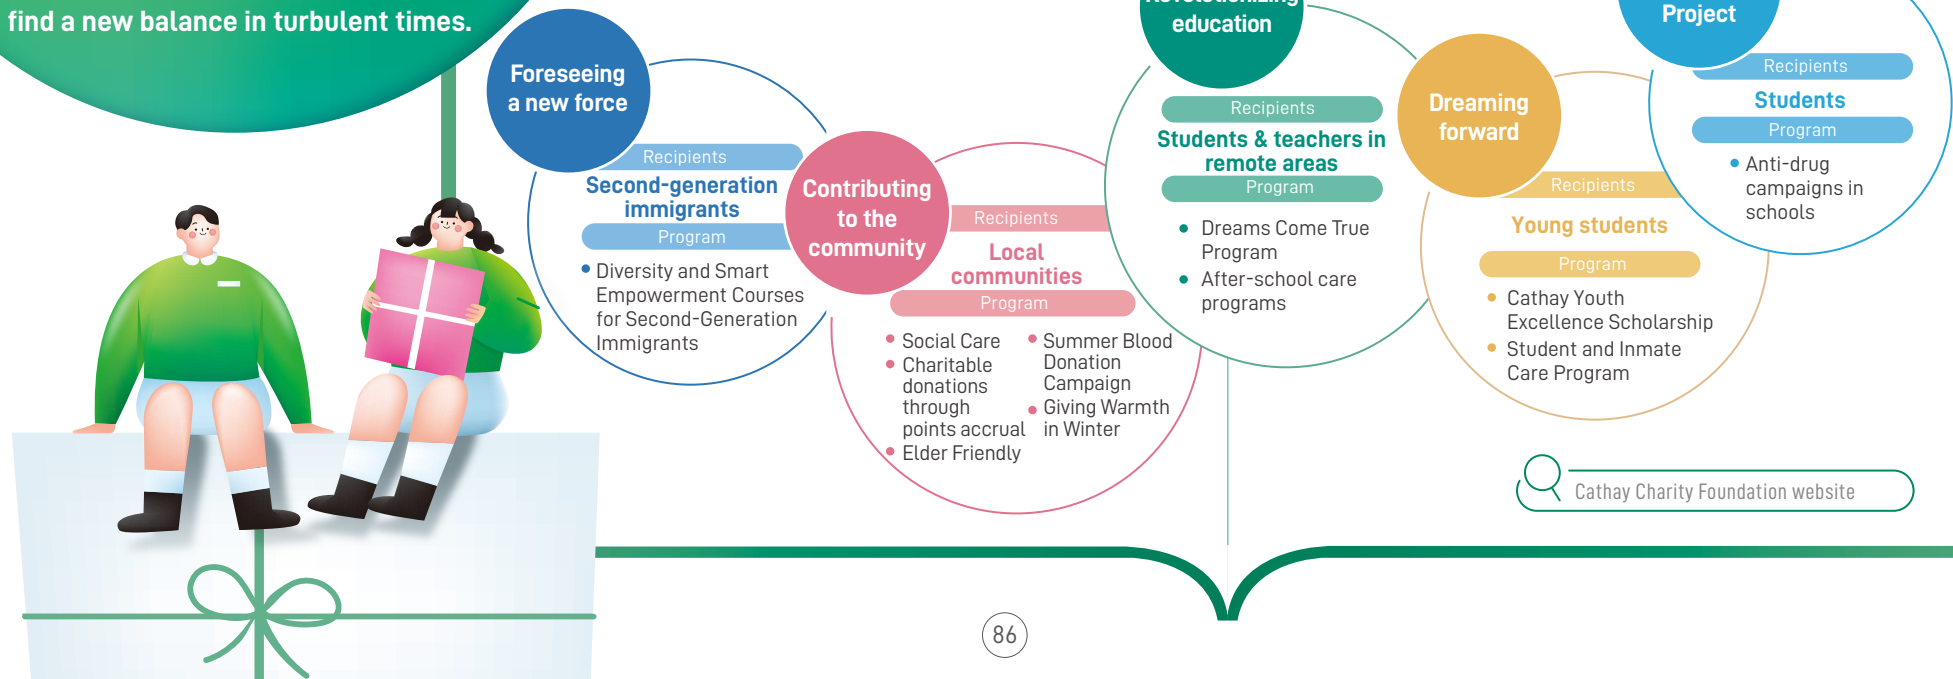 find a new balance in turbulent times.
Foreseeing
a new force
Recipients
Second-generation
immigrants
Program
Diversity and Smart
Empowerment Courses
for Second-Generation
Immigrants
Contributing
to the
community
Recipients
Local
communities
Program
Social Care
Charitable
donations
through
points accrual
Elder Friendly
Summer Blood
Donation
Campaign
Giving Warmth
in Winter
education
Recipients
Students & teachers in
remote areas
Program
Dreams Come True
Program
After-school care
programs
Dreaming
forward
Recipients
Young students
Program
Cathay Youth
Excellence Scholarship
Student and Inmate
Care Program
Project
Recipients
Students
Program
Anti-drug
campaigns in
schools
Cathay Charity Foundation website
86